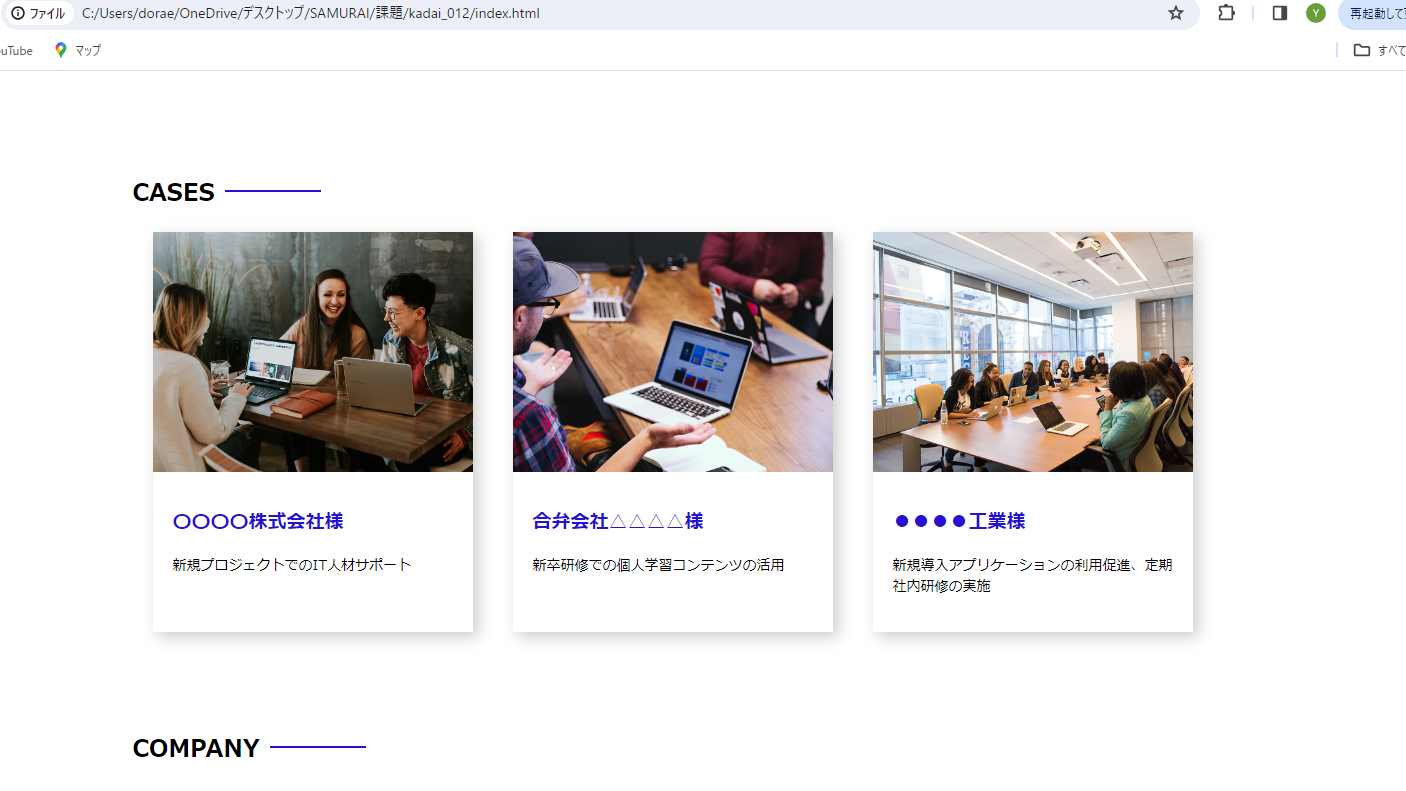 ファイル C:/Users/dorae/OneDrive/デスクトップ/SAMURAI/課題/kadai_012/index.html Y 再起動して
uTube マップ すべて
CASES
〇〇〇〇株式会社様
新規プロジェクトでのIT人材サポート
合弁会社△△△△様
新卒研修での個人学習コンテンツの活用
●●●●工業様
新規導入アプリケーションの利用促進、定期
社内研修の実施
COMPANY